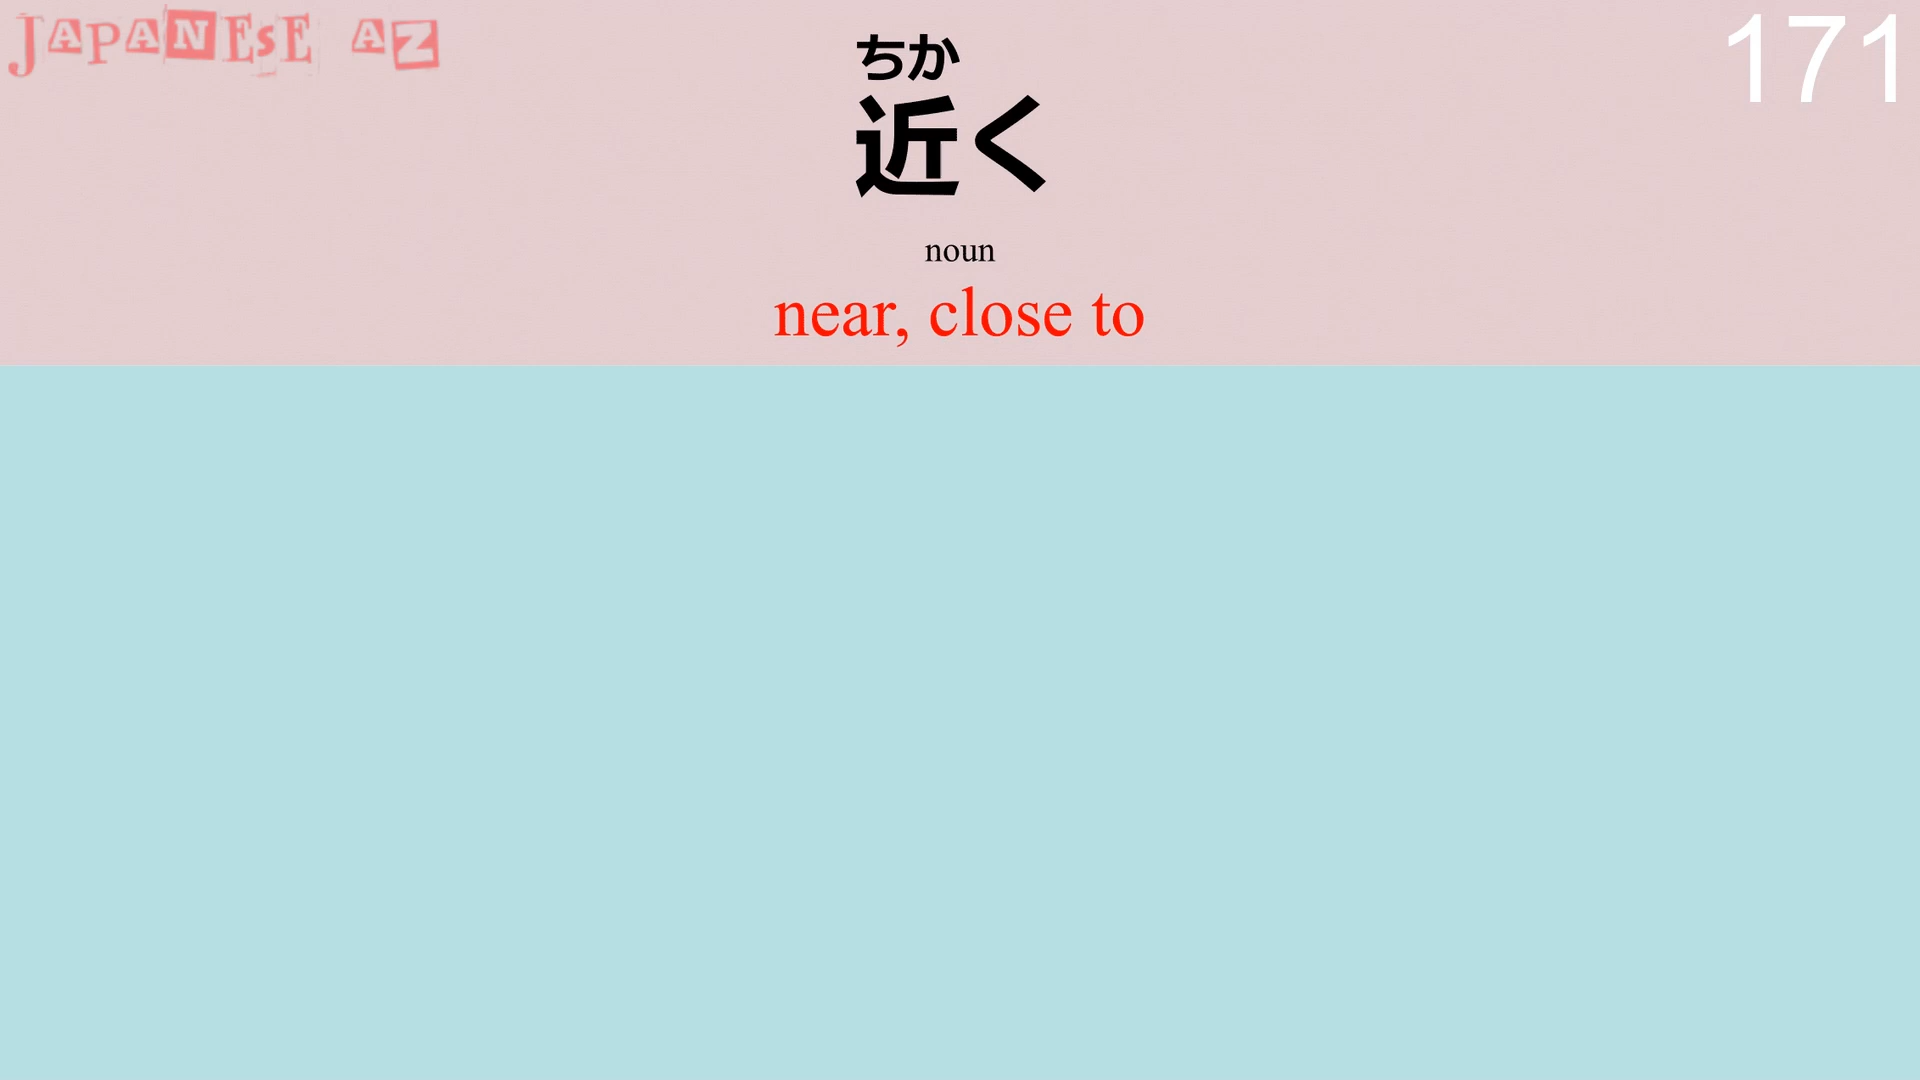 JAPANESE AZ
171
ちか
近く
noun
near, close to